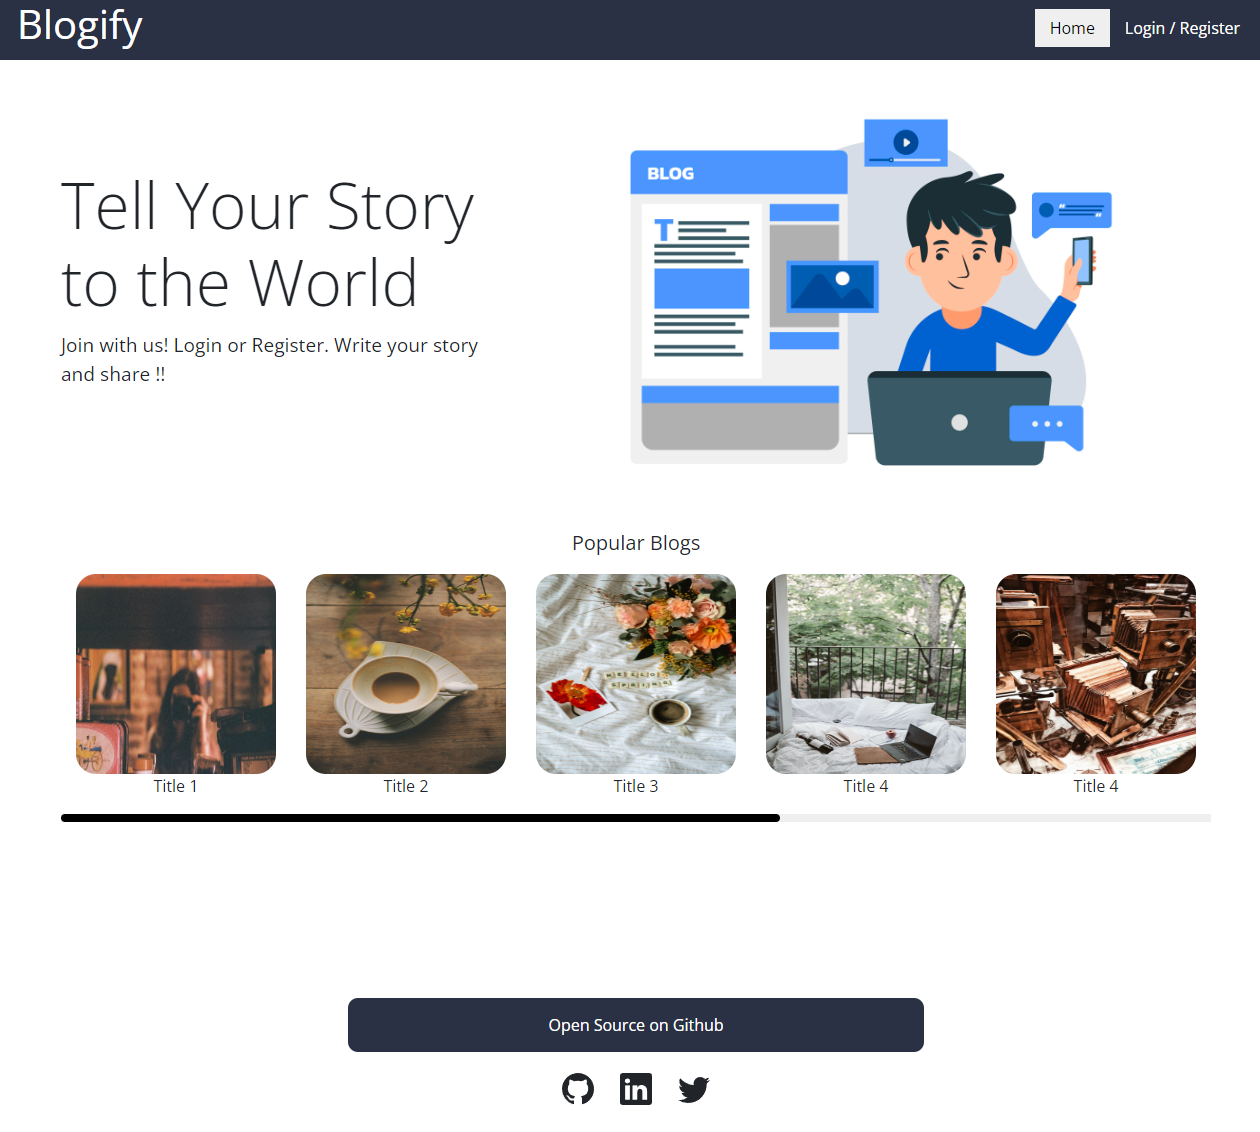 Blogify
Home
Login / Register
Tell Your Story
to the World
Join with us! Login or Register. Write your story
and share !!
BLOG
T
Popular Blogs
Title 1
Title 2
Title 3
Title 4
Title 4
Open Source on Github
in